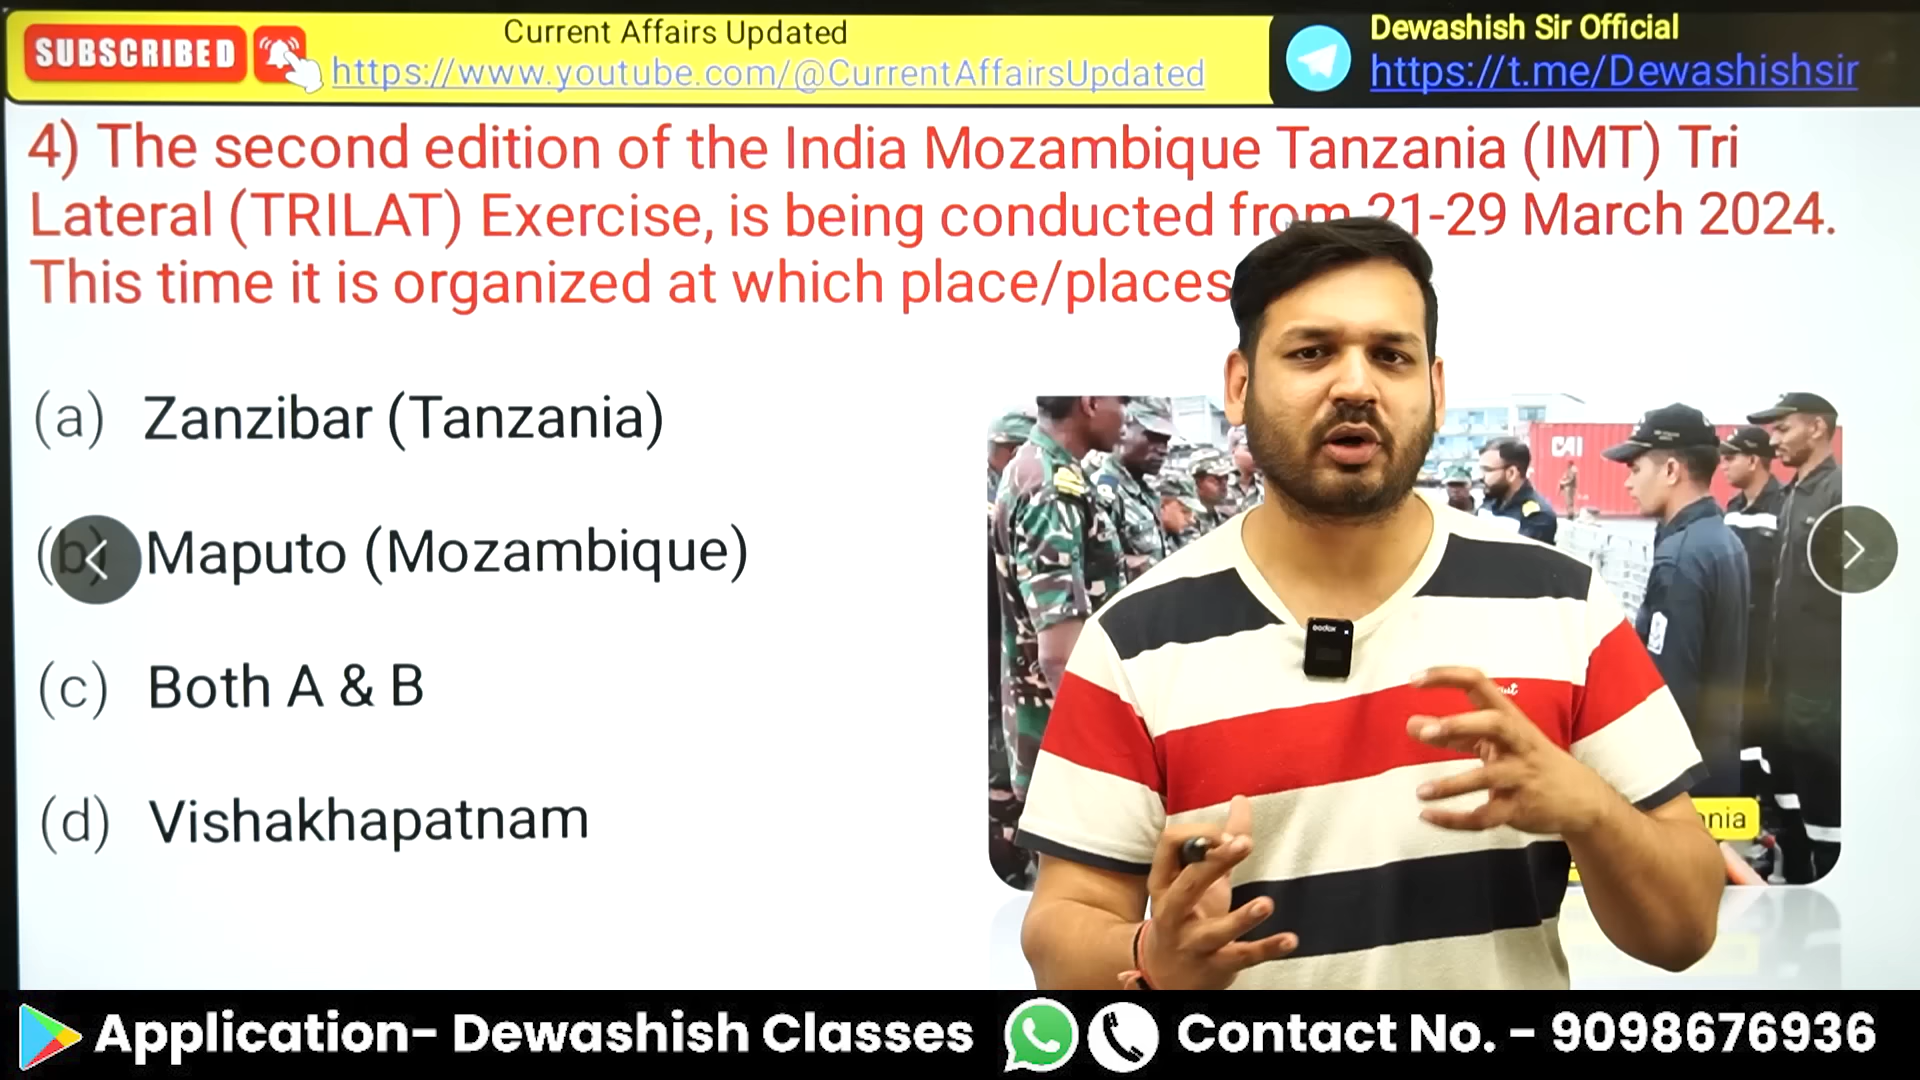 SUBSCRIBED
Current Affairs Updated
https://www.youtube.com/@CurrentAffairsUpdated
Dewashish Sir Official
https://t.me/Dewashishsir
4) The second edition of the India Mozambique Tanzania (IMT) Tri
Lateral (TRILAT) Exercise, is being conducted from 21-29 March 2024.
This time it is organized at which place/places
(a) Zanzibar (Tanzania)
(b) Maputo (Mozambique)
(c) Both A & B
(d) Vishakhapatnam
CAI
Godox
Application- Dewashish Classes
Contact No. - 9098676936